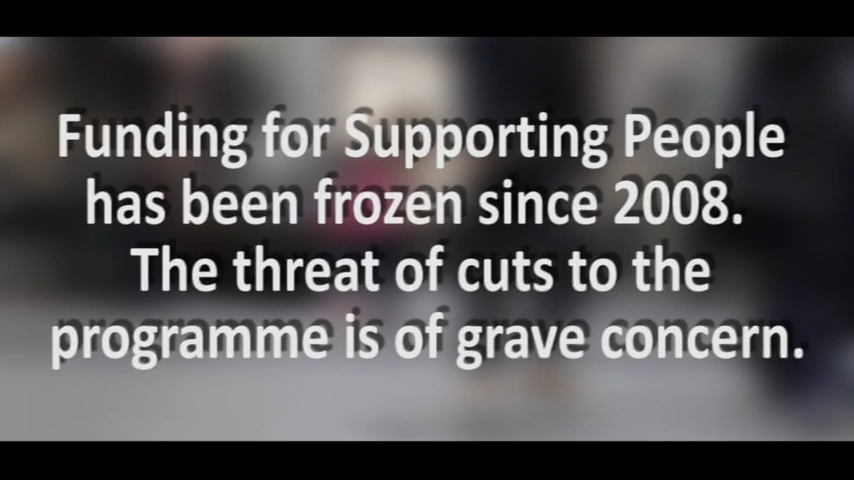 Funding for Supporting People
has been frozen since 2008.
The threat of cuts to the
programme is of grave concern.